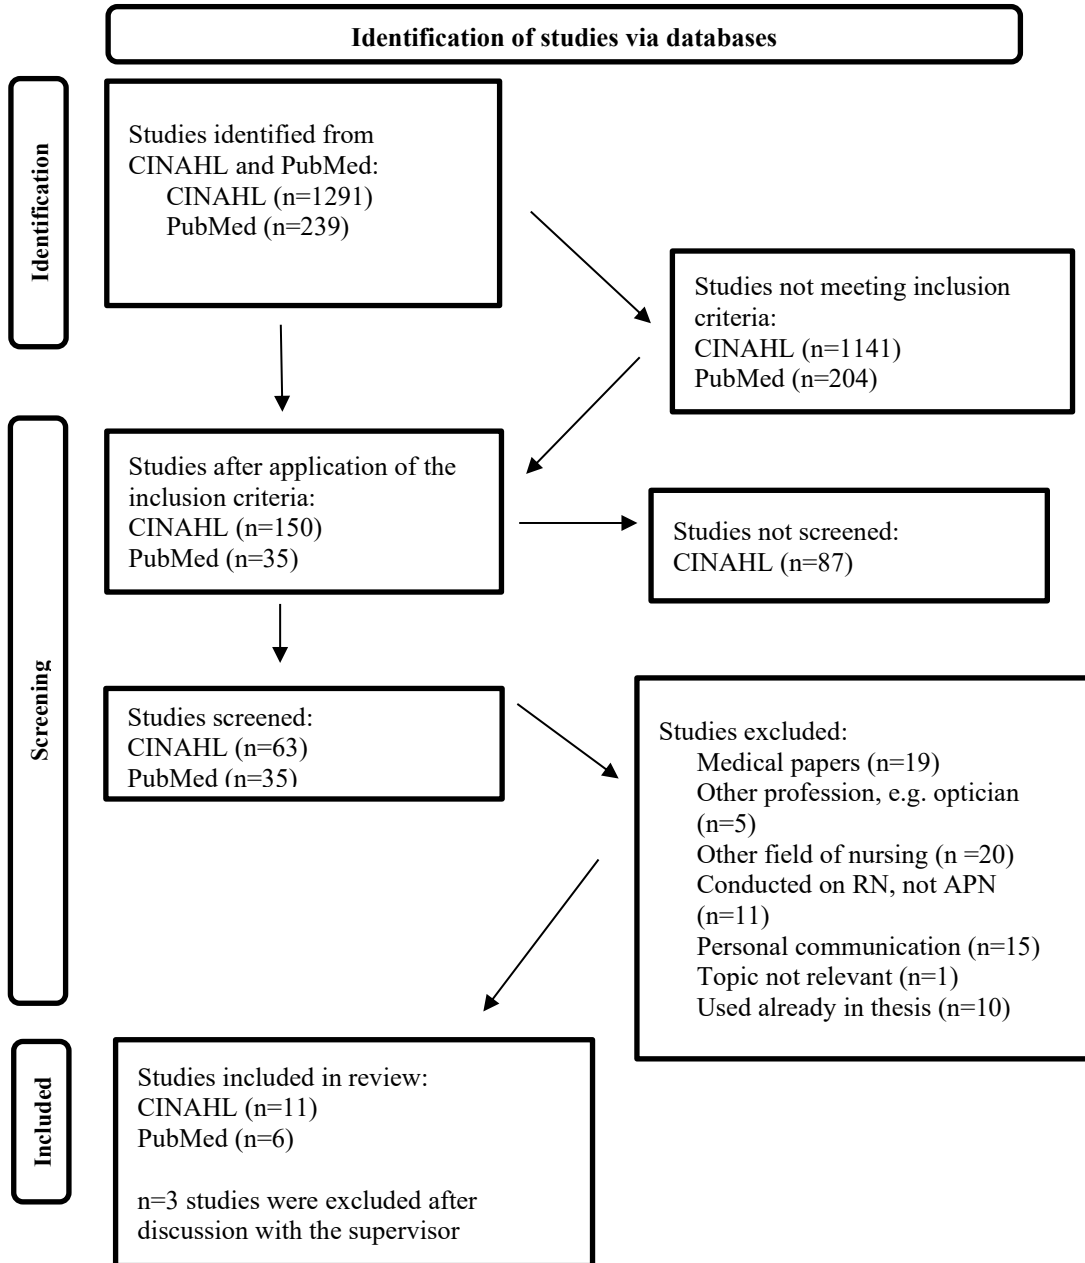 Identification of studies via databases
Identification
Studies identified from
CINAHL and PubMed:
CINAHL (n=1291)
PubMed (n=239)
Studies not meeting inclusion
criteria:
CINAHL (n=1141)
PubMed (n=204)
Screening
Studies after application of the
inclusion criteria:
CINAHL (n=150)
PubMed (n=35)
Studies not screened:
CINAHL (n=87)
Studies screened:
CINAHL (n=63)
PubMed (n=35)
Studies excluded:
Medical papers (n=19)
Other profession, e.g. optician
(n=5)
Other field of nursing (n =20)
Conducted on RN, not APN
(n=11)
Personal communication (n=15)
Topic not relevant (n=1)
Used already in thesis (n=10)
Included
Studies included in review:
CINAHL (n=11)
PubMed (n=6)
n=3 studies were excluded after
discussion with the supervisor